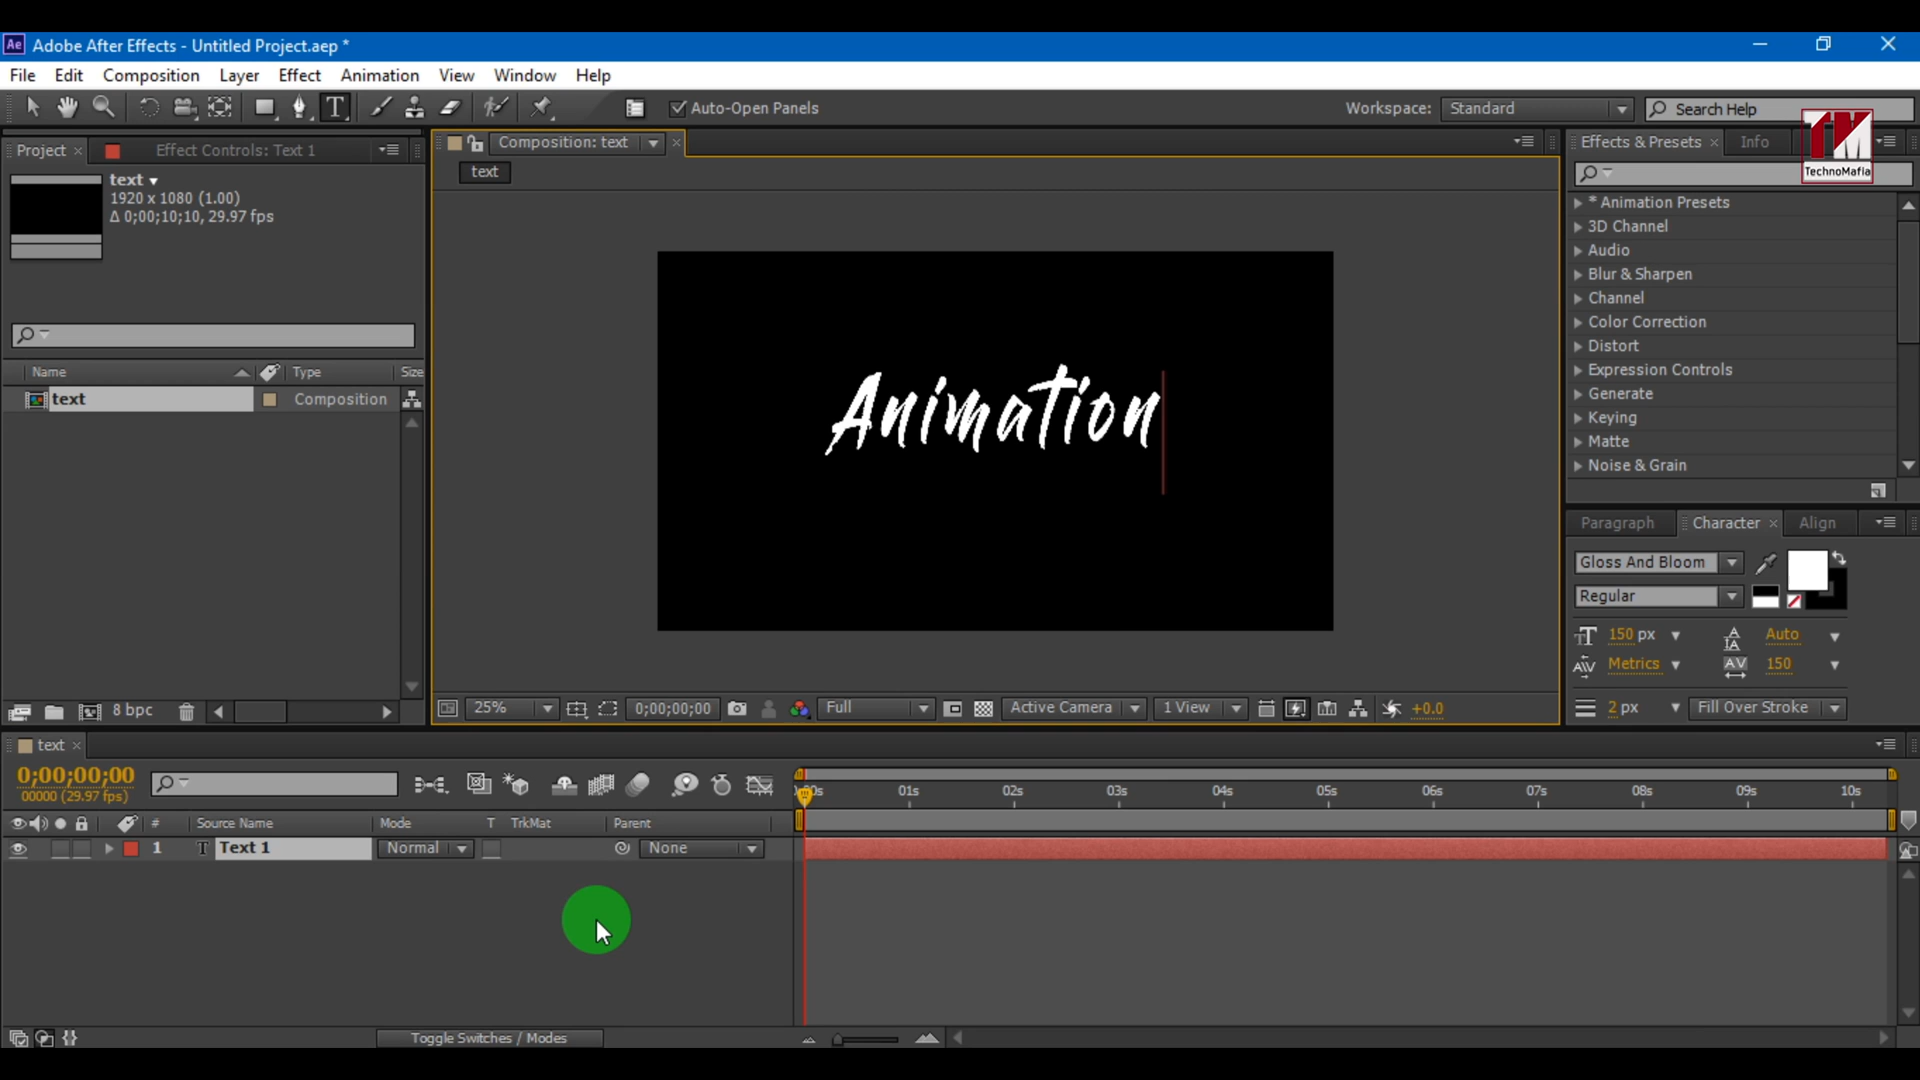 Ae Adobe After Effects - Untitled Project.aep *
File Edit Composition Layer Effect Animation View Window Help
T Auto-Open Panels Workspace: Standard Search Help
TM
TechnoMafia
Project × Effect Controls: Text 1
text
1920 x 1080 (1.00)
Δ 0;00;10;10, 29.97 fps
Name Type Size
text Composition
8 bpc
Composition: text ×
text
Animation
25% 0;00;00;00 Full Active Camera 1 View +0.0
Effects & Presets × Info
* Animation Presets
3D Channel
Audio
Blur & Sharpen
Channel
Color Correction
Distort
Expression Controls
Generate
Keying
Matte
Noise & Grain
Paragraph Character × Align
Gloss And Bloom
Regular
150 px Auto
Metrics 150
2 px Fill Over Stroke
text ×
0;00;00;00
00000 (29.97 fps)
01s 02s 03s 04s 05s 06s 07s 08s 09s 10s
# Source Name Mode T TrkMat Parent
1 T Text 1 Normal None
Toggle Switches / Modes